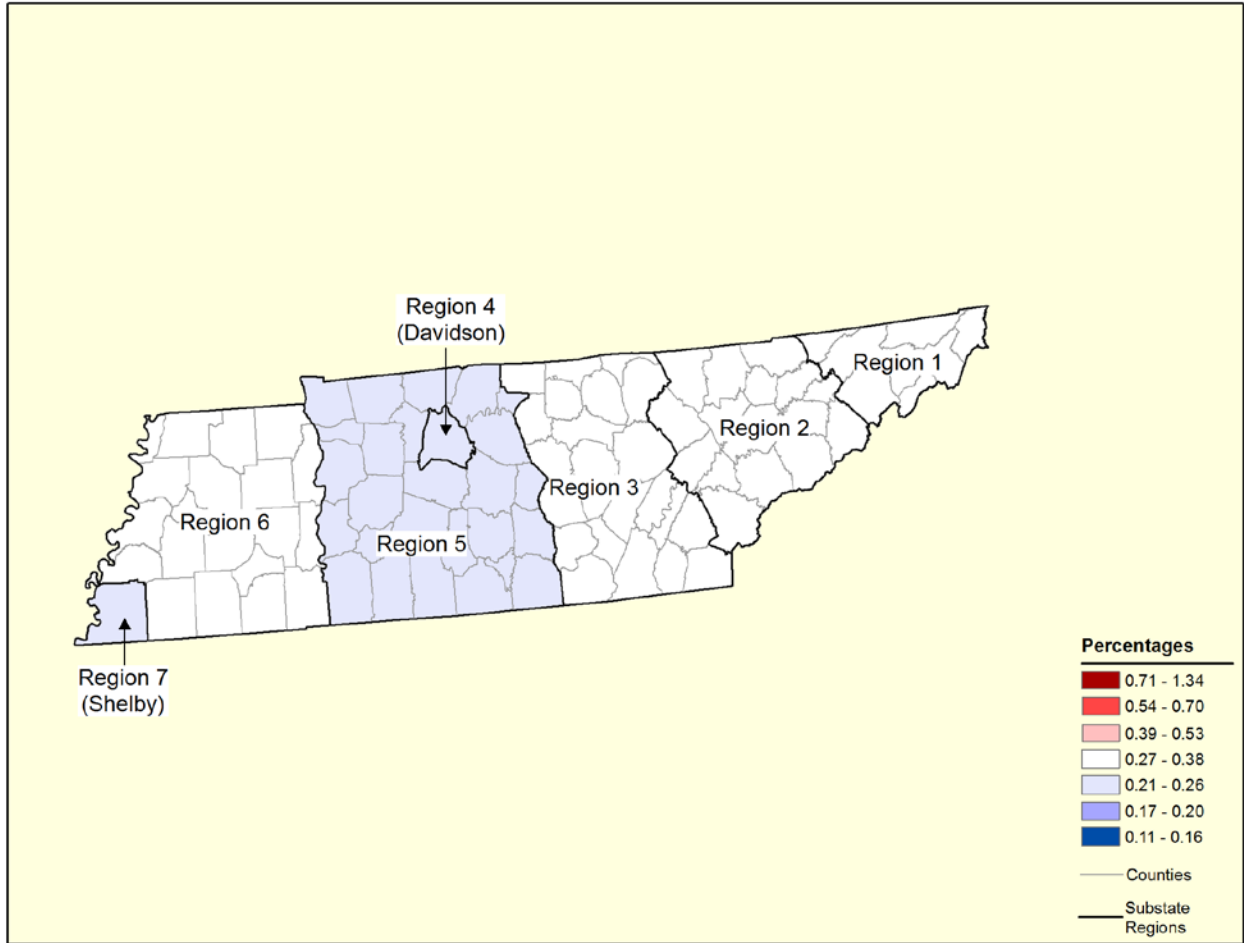 Region 4
(Davidson)
Region 1
Region 2
Region 3
Region 6
Region 5
Region 7
(Shelby)
Percentages
0.71 - 1.34
0.54 - 0.70
0.39 - 0.53
0.27 - 0.38
0.21 - 0.26
0.17 - 0.20
0.11 - 0.16
Counties
Substate
Regions